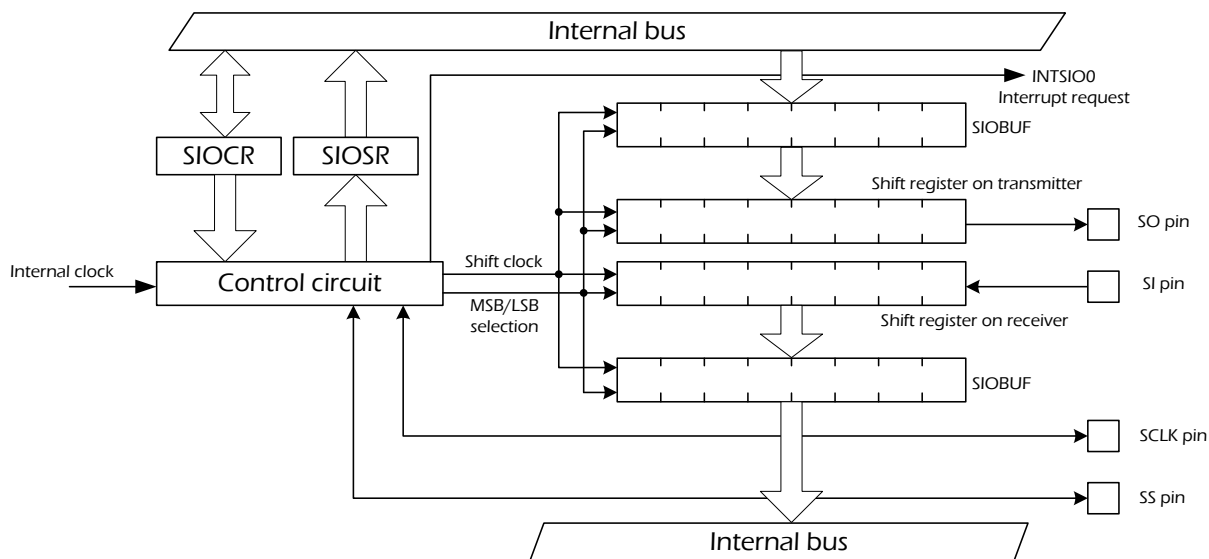 Internal bus
INTSIO0
Interrupt request
SIOBUF
SIOCR
SIOSR
Shift register on transmitter
SO pin
Internal clock
Control circuit
Shift clock
MSB/LSB
selection
SI pin
Shift register on receiver
SIOBUF
SCLK pin
SS pin
Internal bus